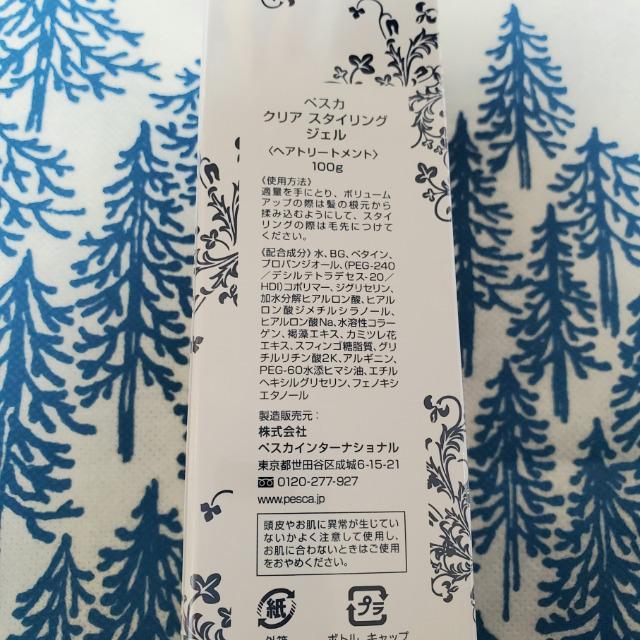 ペスカ
クリア スタイリング
ジェル
〈ヘアトリートメント〉
100g
〈使用方法〉
適量を手にとり、ボリューム
アップの際は髪の根元から
揉み込むようにして、スタイ
リングの際は毛先につけて
ください。
〈配合成分〉水、BG、ベタイン、
プロパンジオール、(PEG-240/
デシルテトラデセス-20/
HDI)コポリマー、ジグリセリン、
加水分解ヒアルロン酸、ヒアル
ロン酸ジメチルシラノール、
ヒアルロン酸Na、水溶性コラー
ゲン、褐藻エキス、カミツレ花
エキス、スフィンゴ糖脂質、グリ
チルリチン酸2K、アルギニン、
PEG-60水添ヒマシ油、エチル
ヘキシルグリセリン、フェノキシ
エタノール
製造販売元:
株式会社
ペスカインターナショナル
東京都世田谷区成城6-15-21
0120-277-927
www.pesca.jp
頭皮やお肌に異常が生じてい
ないかよく注意して使用し、
お肌に合わないときはご使用
をおやめください。
紙 プラ
外箱 ボトル キャップ